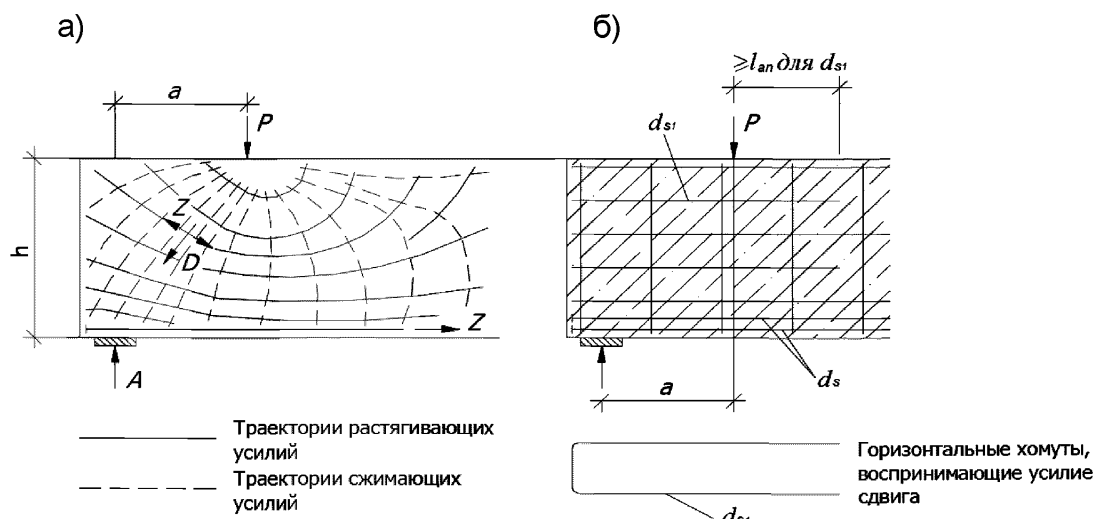 а)
б)
≥lan для ds1
a
P
ds1
P
h
Z
D
Z
A
a
ds
Траектории растягивающих
усилий
Траектории сжимающих
усилий
Горизонтальные хомуты,
воспринимающие усилие
сдвига